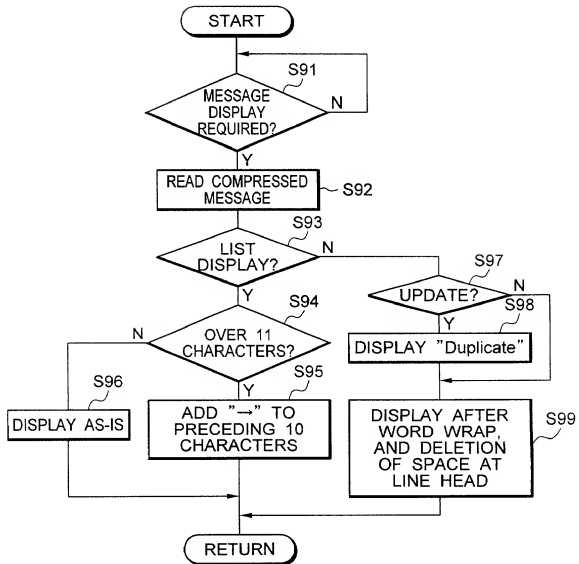 START
S91
MESSAGE
DISPLAY
REQUIRED?
N
Y
READ COMPRESSED
MESSAGE
S92
S93
LIST
DISPLAY?
N
Y
S97
UPDATE?
N
Y
S98
DISPLAY "Duplicate"
S94
OVER 11
CHARACTERS?
N
Y
S96
DISPLAY AS-IS
S95
ADD "→" TO
PRECEDING 10
CHARACTERS
DISPLAY AFTER
WORD WRAP,
AND DELETION
OF SPACE AT
LINE HEAD
S99
RETURN